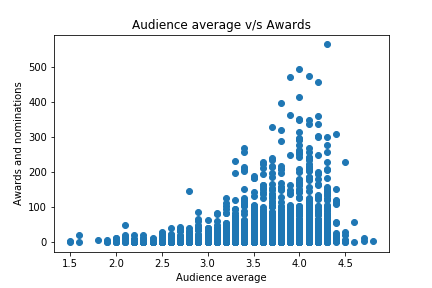 Audience average v/s Awards
Awards and nominations
500
400
300
200
100
0
1.5 2.0 2.5 3.0 3.5 4.0 4.5
Audience average